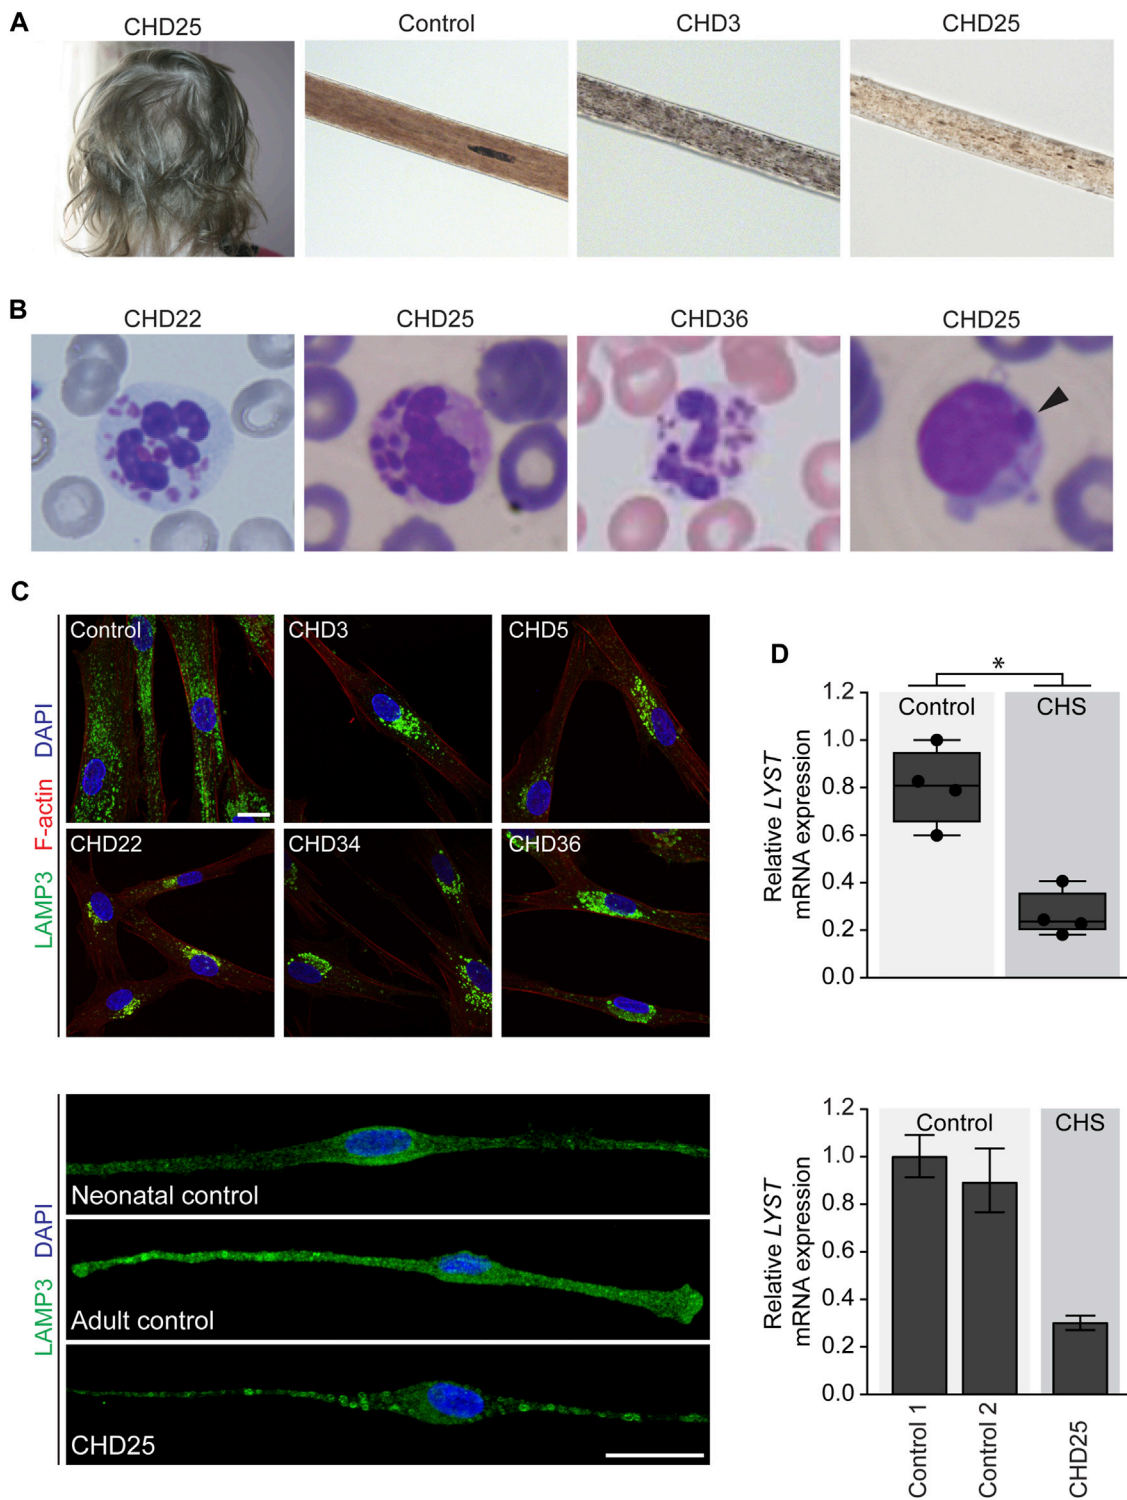 A
CHD25
Control
CHD3
CHD25
B
CHD22
CHD25
CHD36
CHD25
C
LAMP3 F-actin DAPI
Control
CHD3
CHD5
CHD22
CHD34
CHD36
LAMP3 DAPI
Neonatal control
Adult control
CHD25
D
*
Relative LYST
mRNA expression
1.2
1.0
0.8
0.6
0.4
0.2
0.0
Control
CHS
Relative LYST
mRNA expression
1.2
1.0
0.8
0.6
0.4
0.2
0.0
Control
CHS
Control 1
Control 2
CHD25